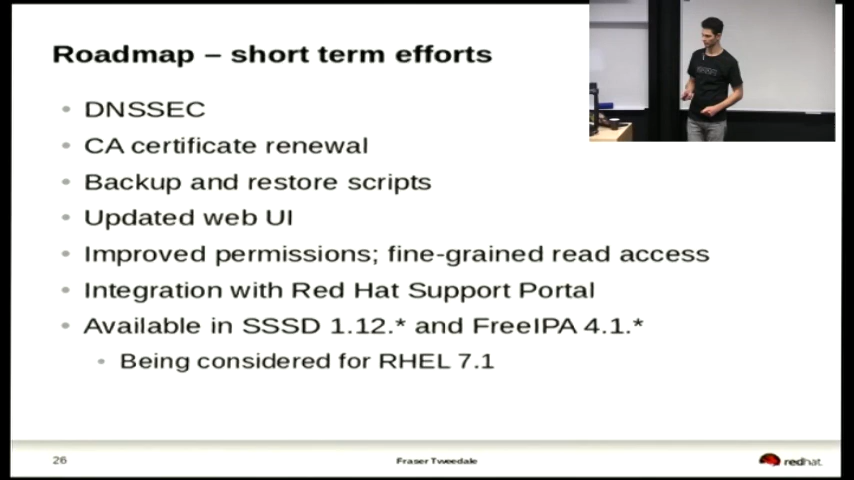 Roadmap – short term efforts
DNSSEC
CA certificate renewal
Backup and restore scripts
Updated web UI
Improved permissions; fine-grained read access
Integration with Red Hat Support Portal
Available in SSSD 1.12.* and FreeIPA 4.1.*
Being considered for RHEL 7.1
26
Fraser Tweedale
redhat.